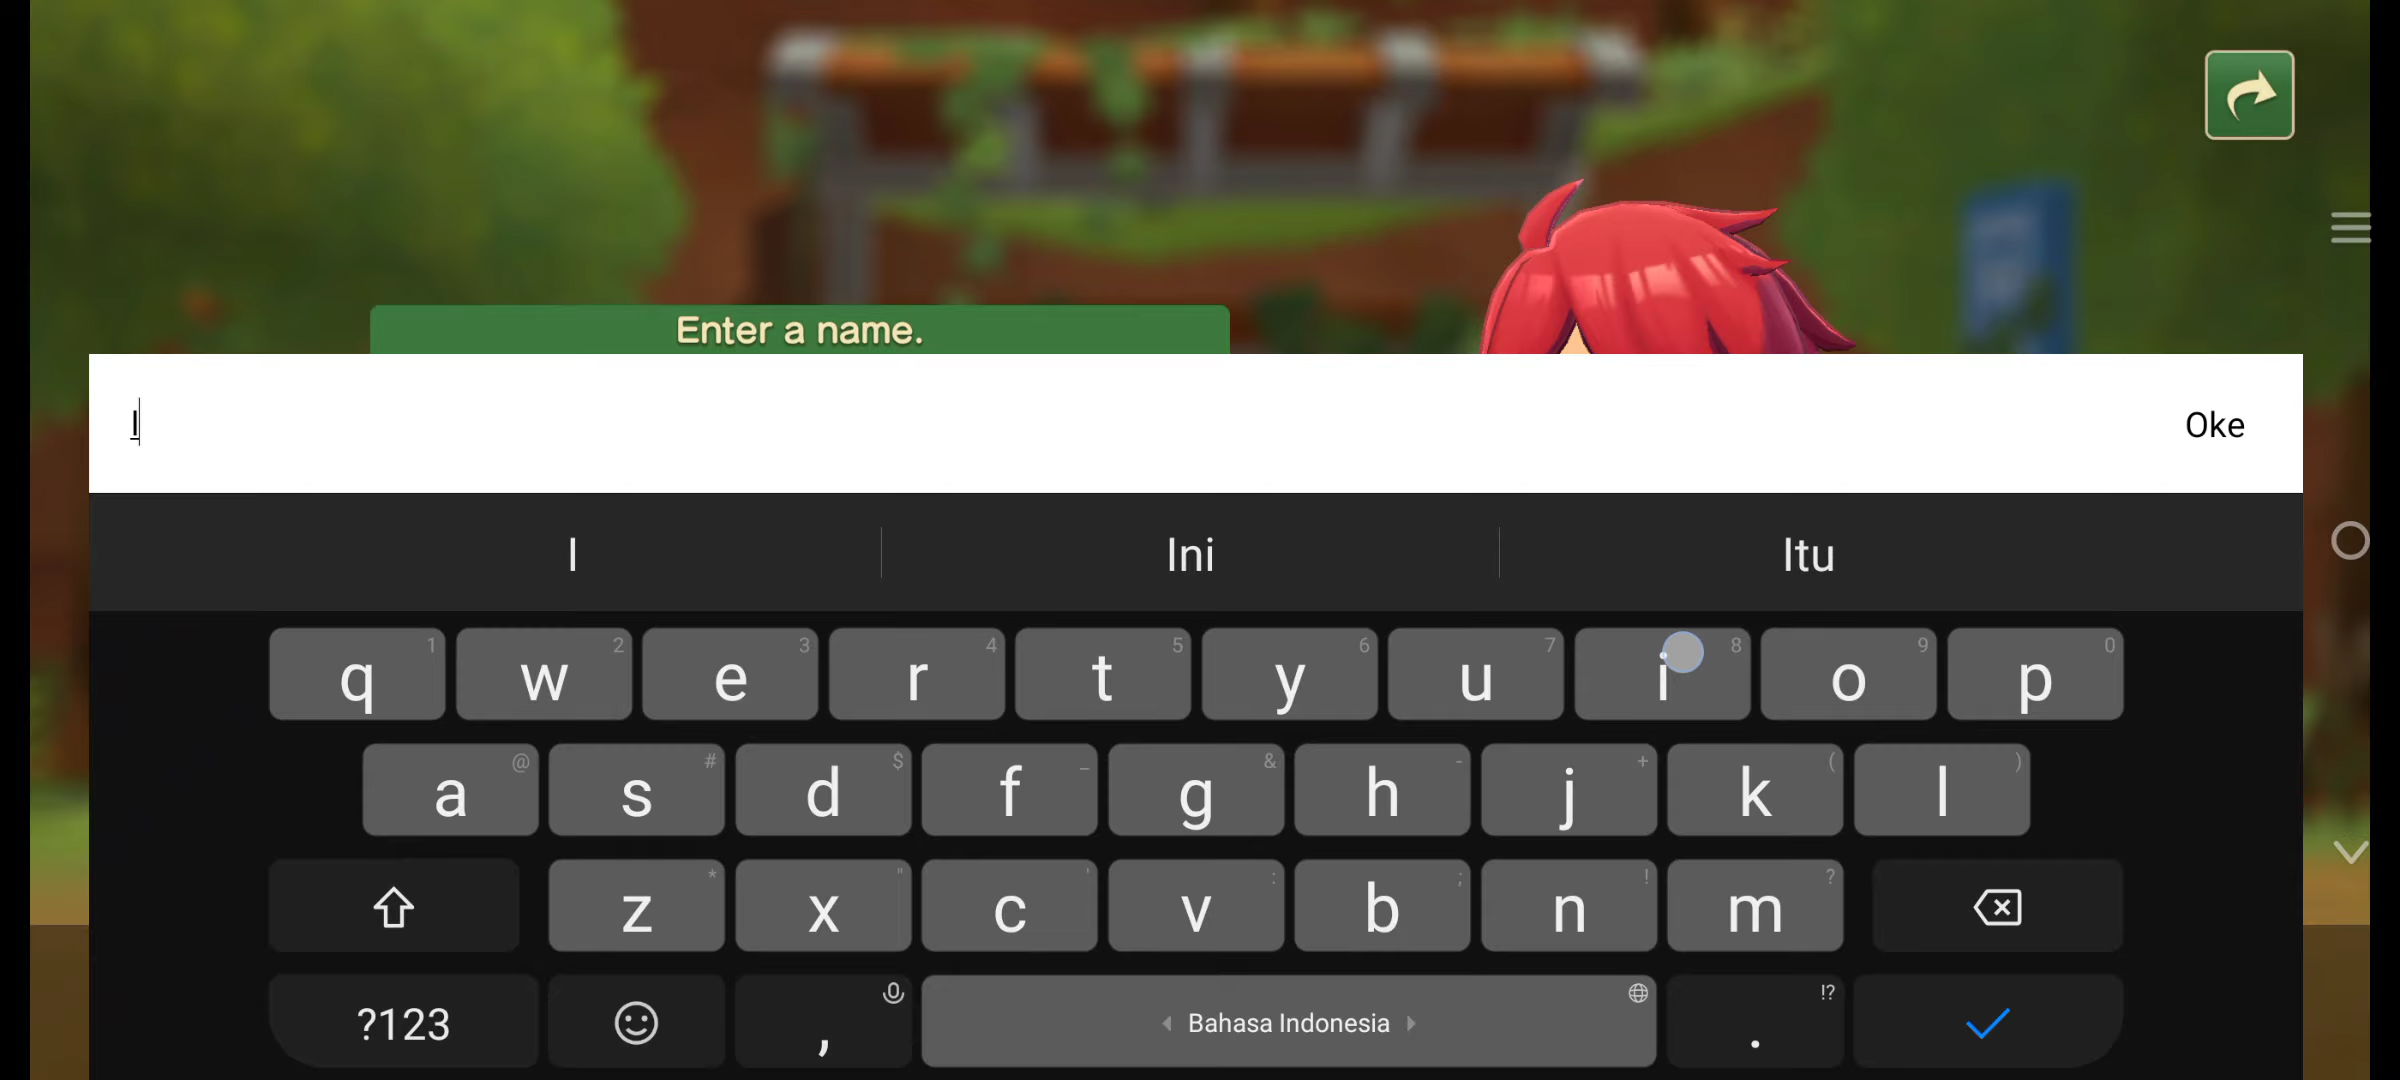 Enter a name.
I
Oke
I Ini Itu
q 1 w 2 e 3 r 4 t 5 y 6 u 7 i 8 o 9 p 0
a @ s # d $ f _ g & h - j + k ( l )
z * x " c ' v : b ; n ! m ?
?123 , Bahasa Indonesia . !?